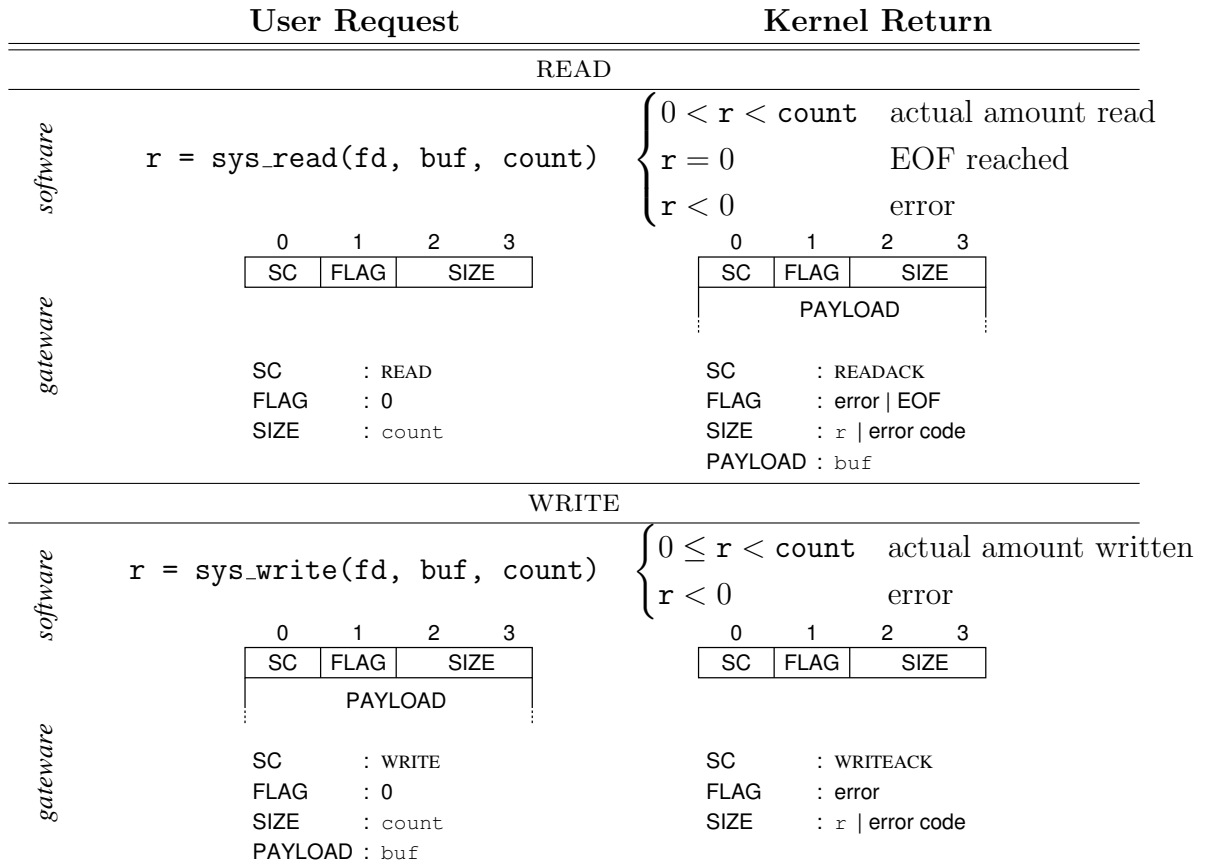 User Request Kernel Return
READ
software
r = sys_read(fd, buf, count)
0 < r < count actual amount read
r = 0 EOF reached
r < 0 error
gateware
0 1 2 3
SC FLAG SIZE
SC : READ
FLAG : 0
SIZE : count
0 1 2 3
SC FLAG SIZE
PAYLOAD
SC : READACK
FLAG : error | EOF
SIZE : r | error code
PAYLOAD : buf
WRITE
software
r = sys_write(fd, buf, count)
0 ≤ r < count actual amount written
r < 0 error
gateware
0 1 2 3
SC FLAG SIZE
PAYLOAD
SC : WRITE
FLAG : 0
SIZE : count
PAYLOAD : buf
0 1 2 3
SC FLAG SIZE
SC : WRITEACK
FLAG : error
SIZE : r | error code